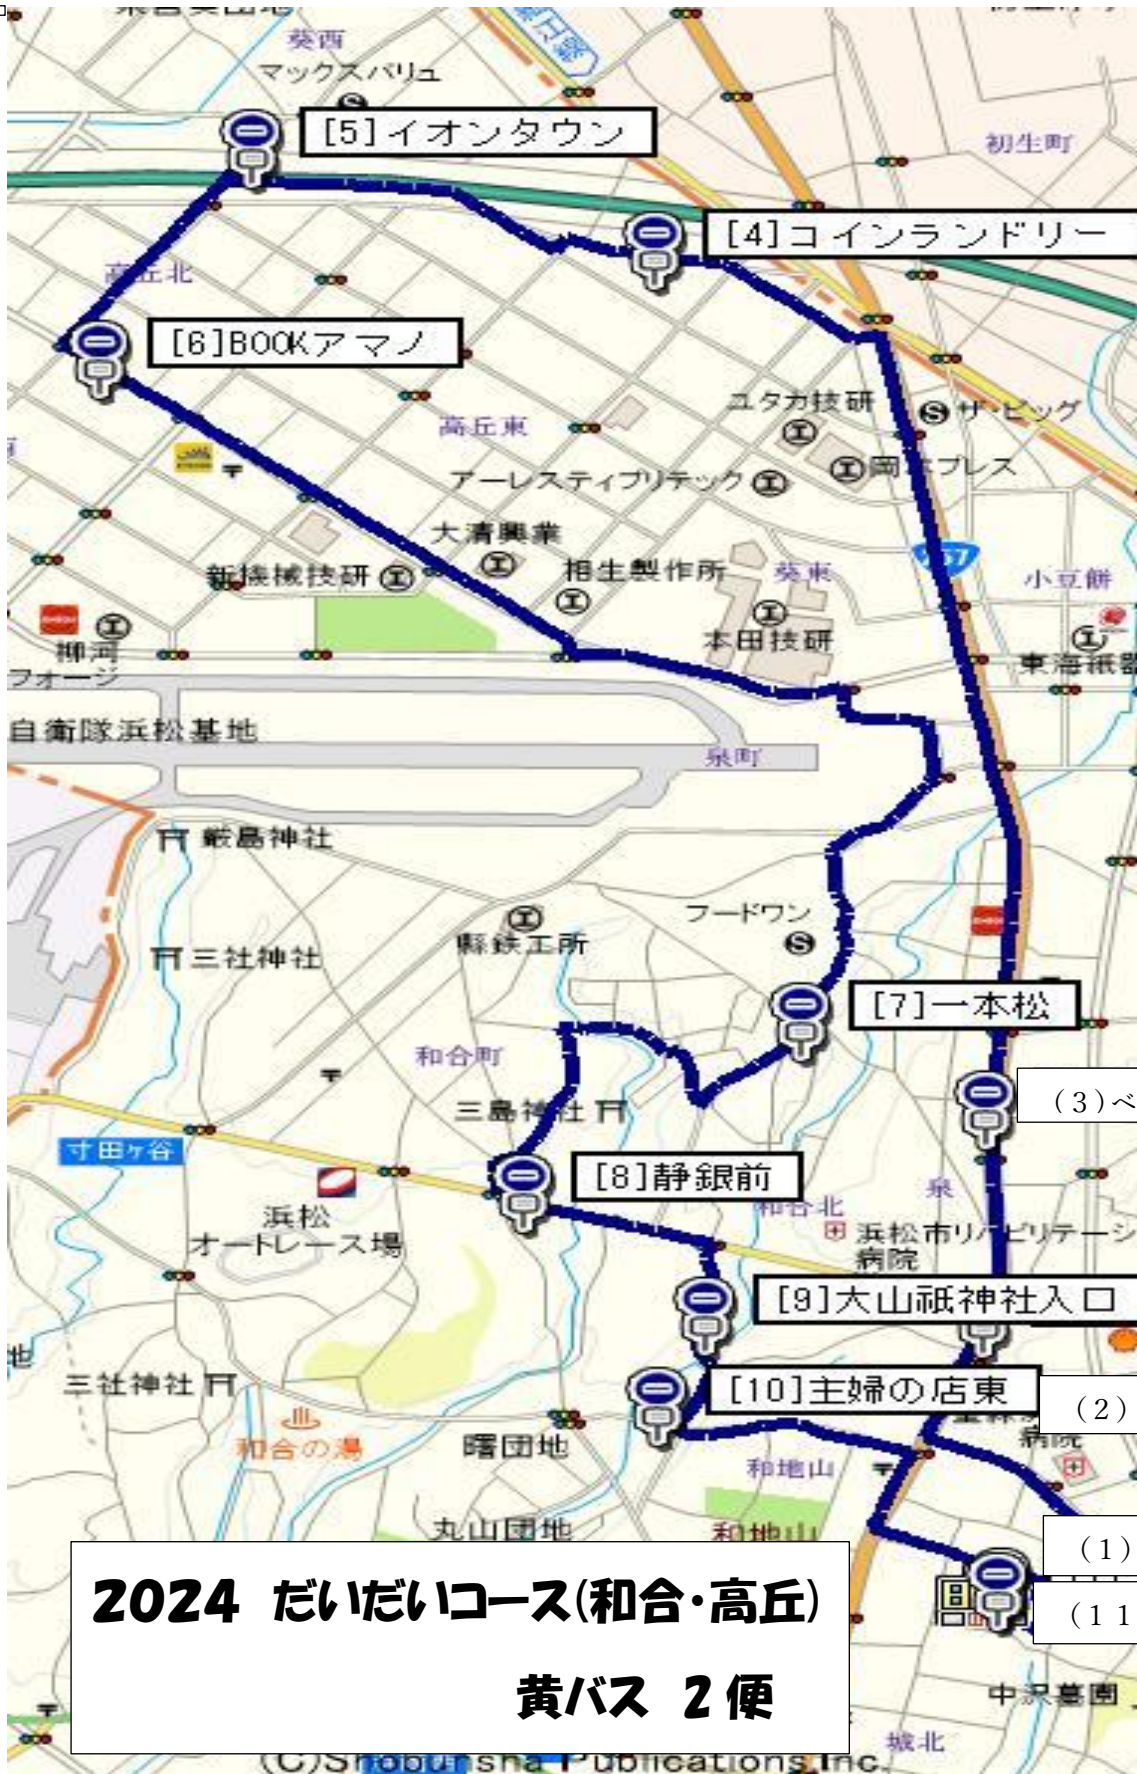 葵西
マックスバリュ
[5]イオンタウン
初生町
[4]コインランドリー
高丘北
[6]BOOKアマノ
ユタカ技研
ザ・ビッグ
高丘東
アーレスティプリテック
大清興業
相生製作所
葵東
小豆餅
新機械技研
本田技研
柳河
フォージ
自衛隊浜松基地
泉町
厳島神社
フードワン
縣鉄工所
三社神社
[7]一本松
和合町
三島神社
(3)ベ
[8]静銀前
和合北
泉
浜松
オートレース場
浜松市リハビリテーシ
病院
[9]大山祇神社入口
三社神社
[10]主婦の店東
(2)
病院
和合の湯
曙団地
和地山
丸山団地
和地山
(1)
(11
2024 だいだいコース(和合・高丘)
黄バス 2便
中沢墓園
城北
(C)Shobunsha Publications Inc.